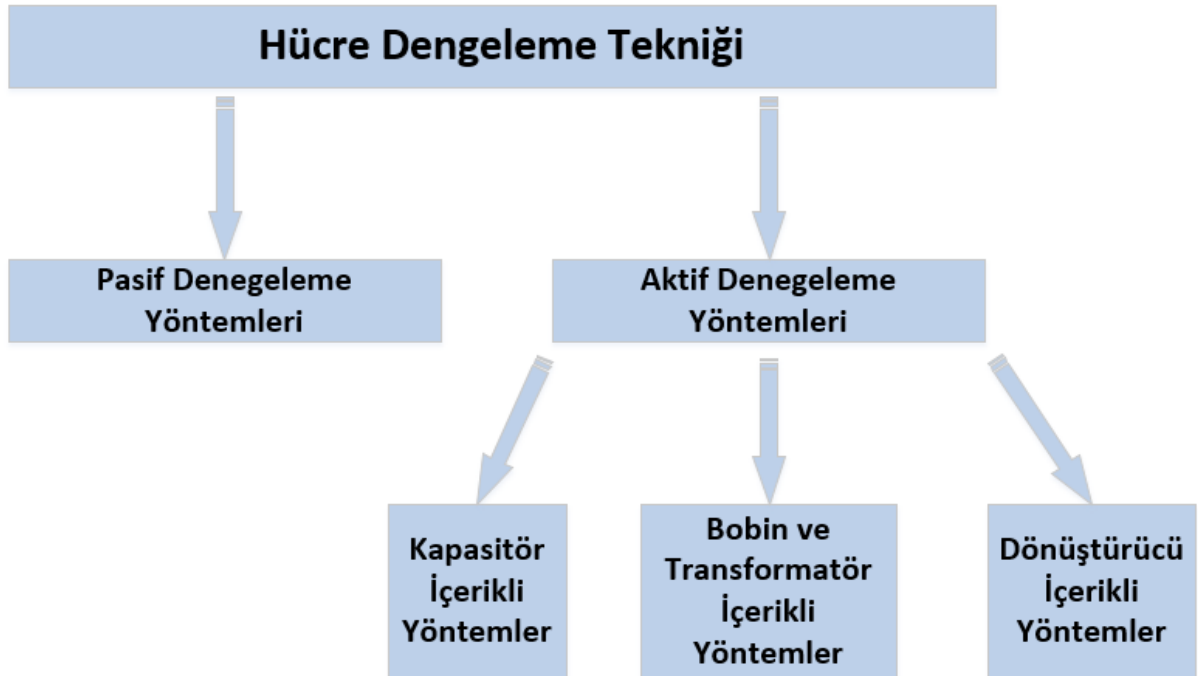 Hücre Dengeleme Tekniği
Pasif Denegeleme
Yöntemleri
Aktif Denegeleme
Yöntemleri
Kapasitör
İçerikli
Yöntemler
Bobin ve
Transformatör
İçerikli
Yöntemler
Dönüştürücü
İçerikli
Yöntemler